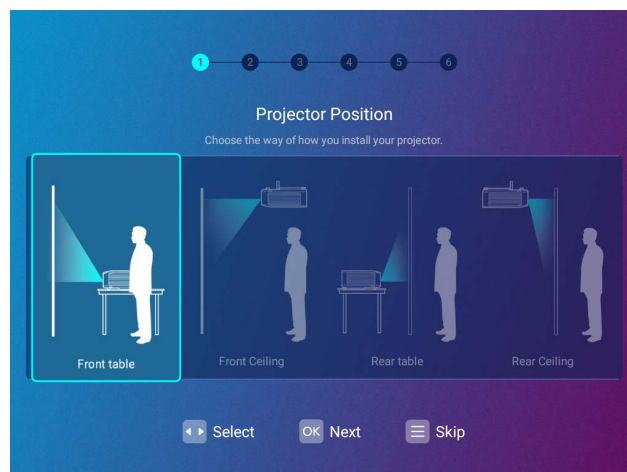 1 2 3 4 5 6
Projector Position
Choose the way of how you install your projector.
Front table Front Ceiling Rear table Rear Ceiling
Select OK Next Skip